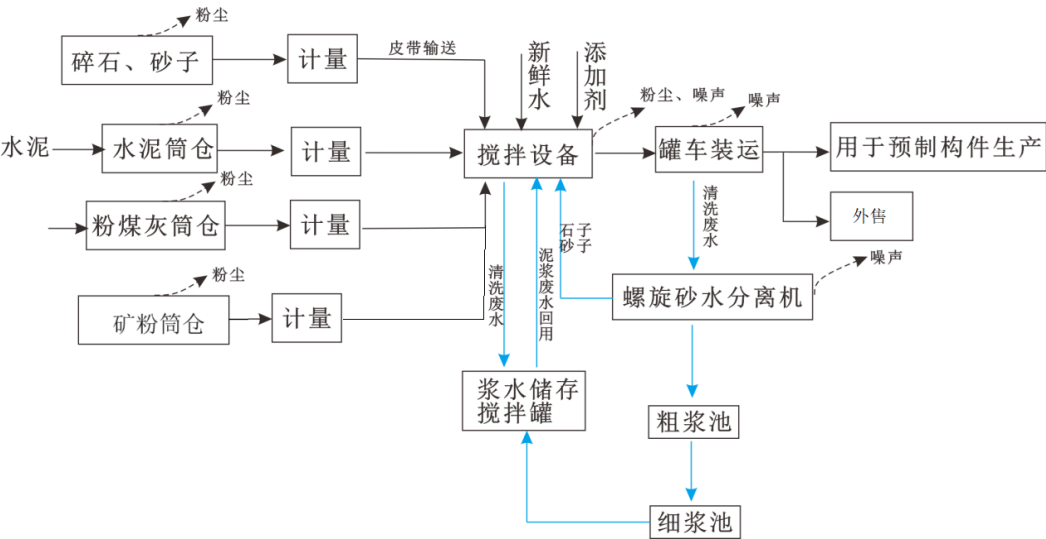 粉尘
碎石、砂子
计量
皮带输送
新鲜水
添加剂
粉尘、噪声
噪声
粉尘
水泥
水泥筒仓
计量
搅拌设备
罐车装运
用于预制构件生产
粉尘
粉煤灰筒仓
计量
清洗废水
外售
石子
砂子
泥浆废水回用
清洗废水
噪声
粉尘
矿粉筒仓
计量
螺旋砂水分离机
浆水储存
搅拌罐
粗浆池
细浆池